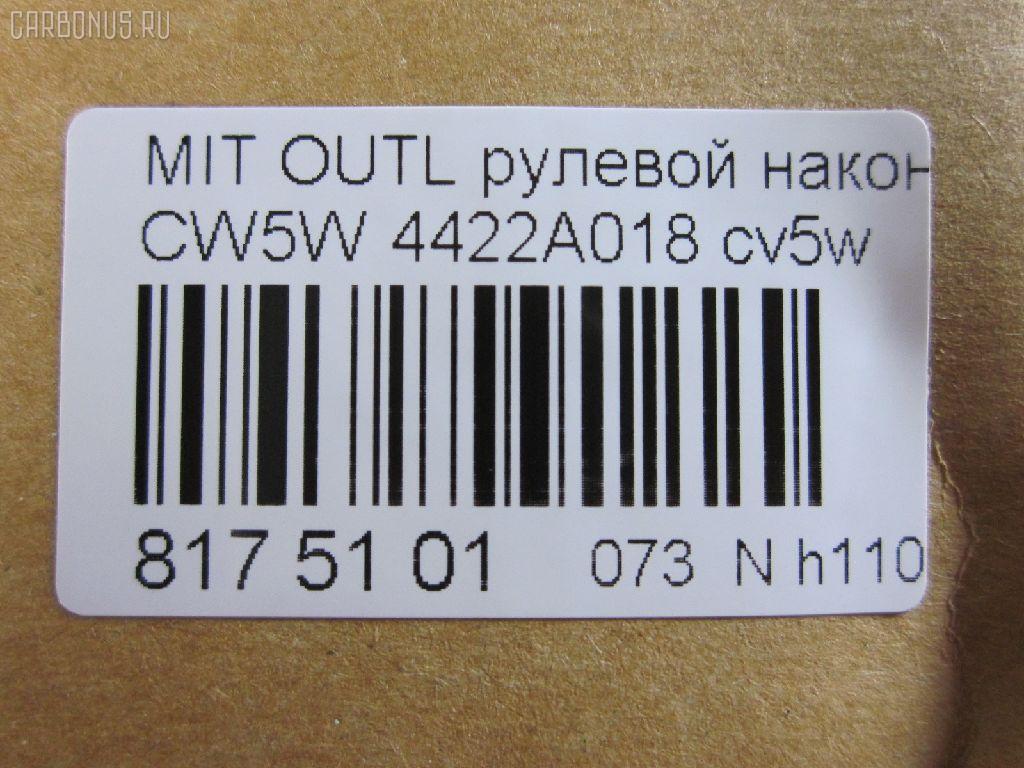 CARBONUS.RU
MIT OUTL рулевой након
CW5W 4422A018 cv5w
817 51 01 073 N h110